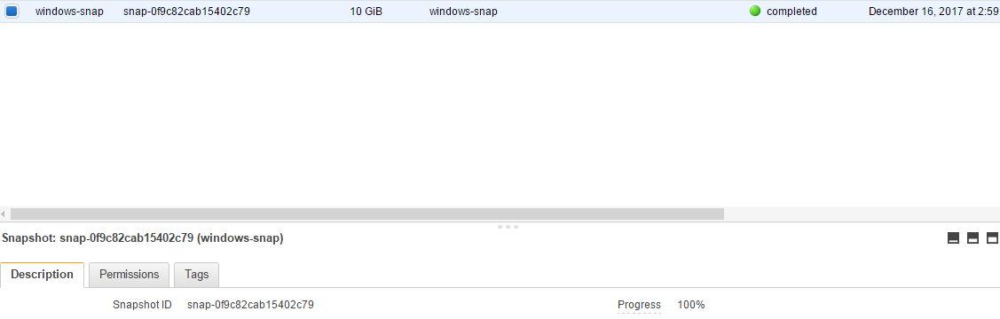 windows-snap snap-0f9c82cab15402c79 10 GiB windows-snap completed December 16, 2017 at 2:59
Snapshot: snap-0f9c82cab15402c79 (windows-snap)
Description Permissions Tags
Snapshot ID snap-0f9c82cab15402c79 Progress 100%